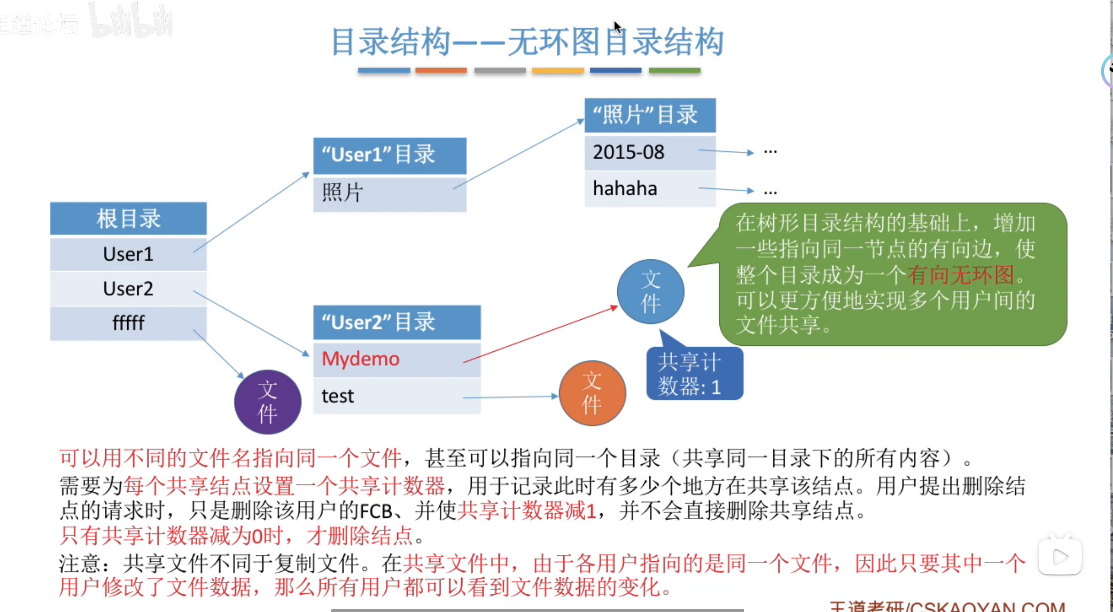 王道论坛 bilibili
目录结构——无环图目录结构
“照片”目录
2015-08
...
hahaha
...
“User1”目录
照片
根目录
User1
User2
fffff
在树形目录结构的基础上，增加
一些指向同一节点的有向边，使
整个目录成为一个有向无环图。
可以更方便地实现多个用户间的
文件共享。
文
件
“User2”目录
Mydemo
test
共享计
数器: 1
文
件
文
件
可以用不同的文件名指向同一个文件，甚至可以指向同一个目录（共享同一目录下的所有内容）。
需要为每个共享结点设置一个共享计数器，用于记录此时有多少个地方在共享该结点。用户提出删除结
点的请求时，只是删除该用户的FCB、并使共享计数器减1，并不会直接删除共享结点。
只有共享计数器减为0时，才删除结点。
注意：共享文件不同于复制文件。在共享文件中，由于各用户指向的是同一个文件，因此只要其中一个
用户修改了文件数据，那么所有用户都可以看到文件数据的变化。
王道考研/CSKAOYAN.COM